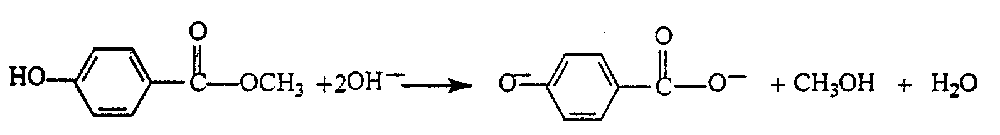 O O
HO C OCH₃ +2OH⁻ O⁻ C O⁻ + CH₃OH + H₂O